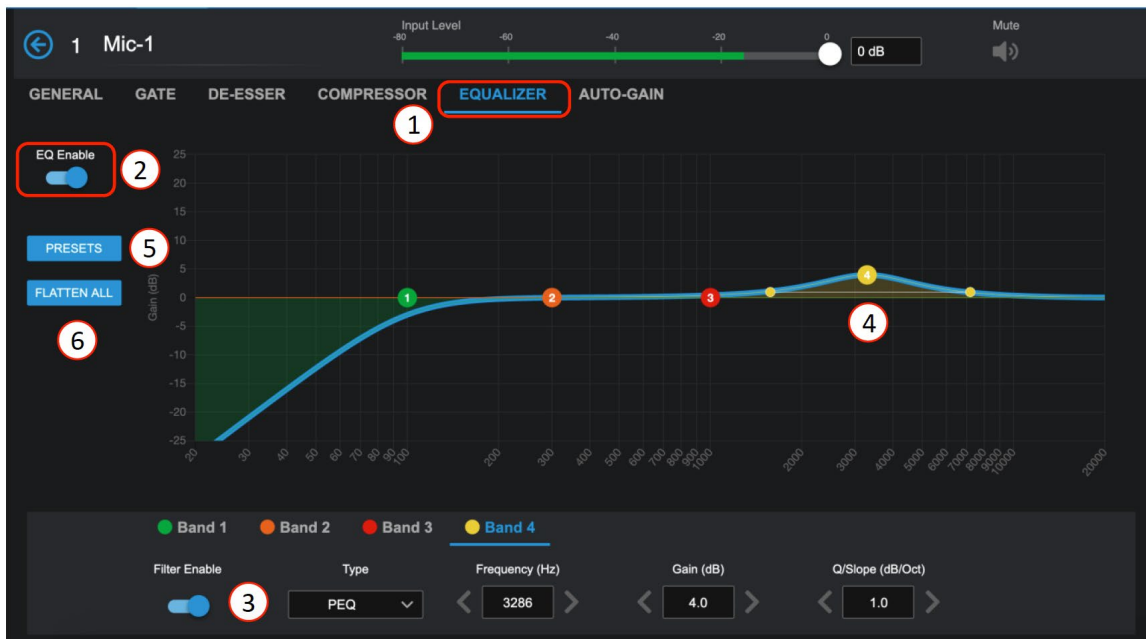 1 Mic-1
Input Level
-80 -60 -40 -20 0
0 dB
Mute
GENERAL GATE DE-ESSER COMPRESSOR EQUALIZER AUTO-GAIN
1
EQ Enable
2
PRESETS
5
FLATTEN ALL
6
Gain (dB)
25
20
15
10
5
0
-5
-10
-15
-20
-25
1 2 3 4
4
20 30 40 50 60 70 80 90 100 200 300 400 500 600 700 800 900 1000 2000 3000 4000 5000 6000 7000 8000 9000 10000 20000
Band 1 Band 2 Band 3 Band 4
Filter Enable Type Frequency (Hz) Gain (dB) Q/Slope (dB/Oct)
3 PEQ 3286 4.0 1.0